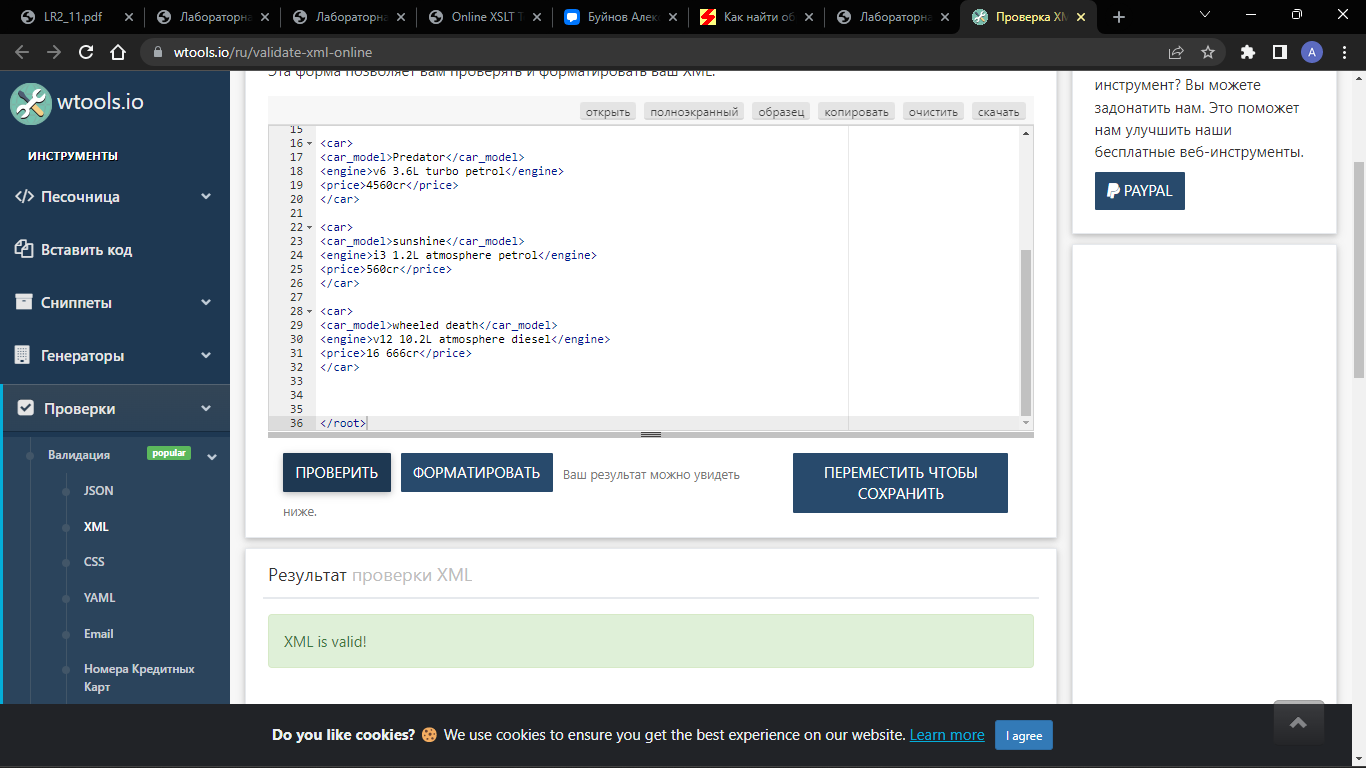 LR2_11.pdf
Лабораторна
Лабораторна
Online XSLT T
Буйнов Алек
Как найти об
Лабораторна
Проверка XM
wtools.io/ru/validate-xml-online
A
wtools.io
ИНСТРУМЕНТЫ
Песочница
Вставить код
Сниппеты
Генераторы
Проверки
Валидация
popular
JSON
XML
CSS
YAML
Email
Номера Кредитных
Карт
Эта форма позволяет вам проверять и форматировать ваш XML.
открыть
полноэкранный
образец
копировать
очистить
скачать
15
16 <car>
17 <car_model>Predator</car_model>
18 <engine>v6 3.6L turbo petrol</engine>
19 <price>4560cr</price>
20 </car>
21
22 <car>
23 <car_model>sunshine</car_model>
24 <engine>i3 1.2L atmosphere petrol</engine>
25 <price>560cr</price>
26 </car>
27
28 <car>
29 <car_model>wheeled death</car_model>
30 <engine>v12 10.2L atmosphere diesel</engine>
31 <price>16 666cr</price>
32 </car>
33
34
35
36 </root>
ПРОВЕРИТЬ
ФОРМАТИРОВАТЬ
Ваш результат можно увидеть
ниже.
ПЕРЕМЕСТИТЬ ЧТОБЫ
СОХРАНИТЬ
Результат проверки XML
XML is valid!
инструмент? Вы можете
задонатить нам. Это поможет
нам улучшить наши
бесплатные веб-инструменты.
PAYPAL
Do you like cookies? 🍪 We use cookies to ensure you get the best experience on our website. Learn more
I agree